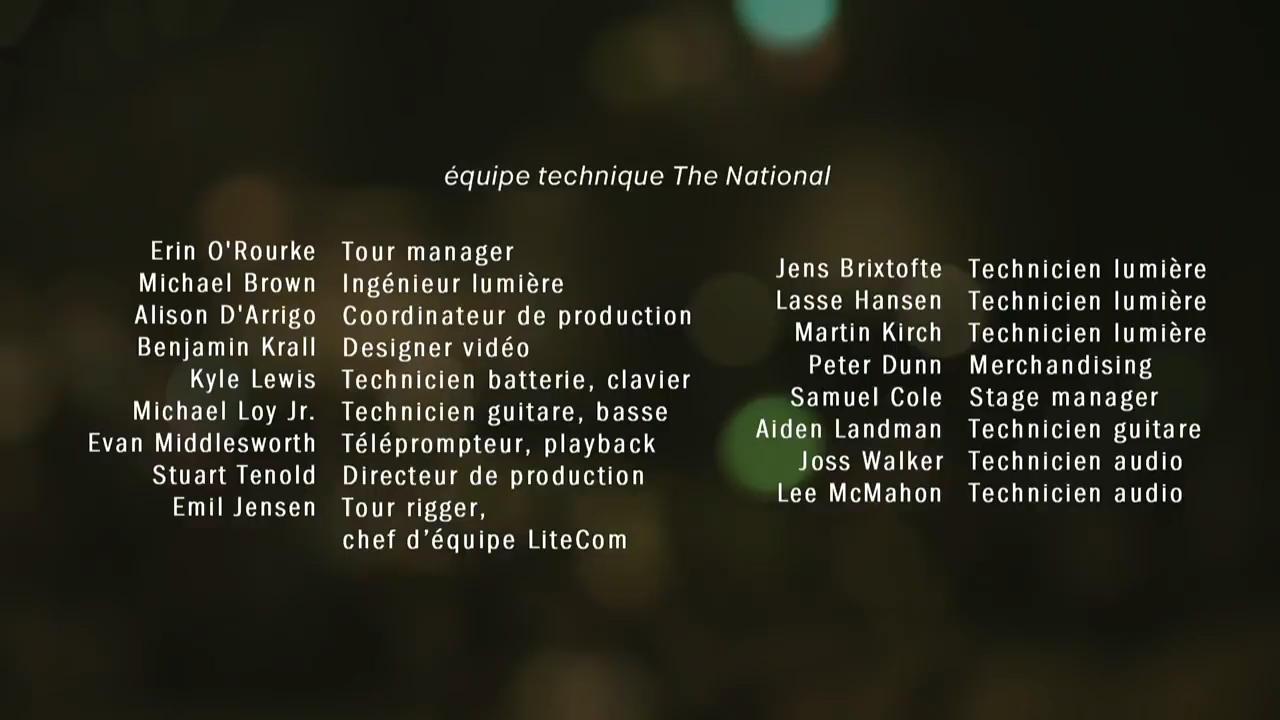 équipe technique The National
Erin O'Rourke Tour manager
Michael Brown Ingénieur lumière
Alison D'Arrigo Coordinateur de production
Benjamin Krall Designer vidéo
Kyle Lewis Technicien batterie, clavier
Michael Loy Jr. Technicien guitare, basse
Evan Middlesworth Téléprompteur, playback
Stuart Tenold Directeur de production
Emil Jensen Tour rigger,
chef d’équipe LiteCom
Jens Brixtofte Technicien lumière
Lasse Hansen Technicien lumière
Martin Kirch Technicien lumière
Peter Dunn Merchandising
Samuel Cole Stage manager
Aiden Landman Technicien guitare
Joss Walker Technicien audio
Lee McMahon Technicien audio